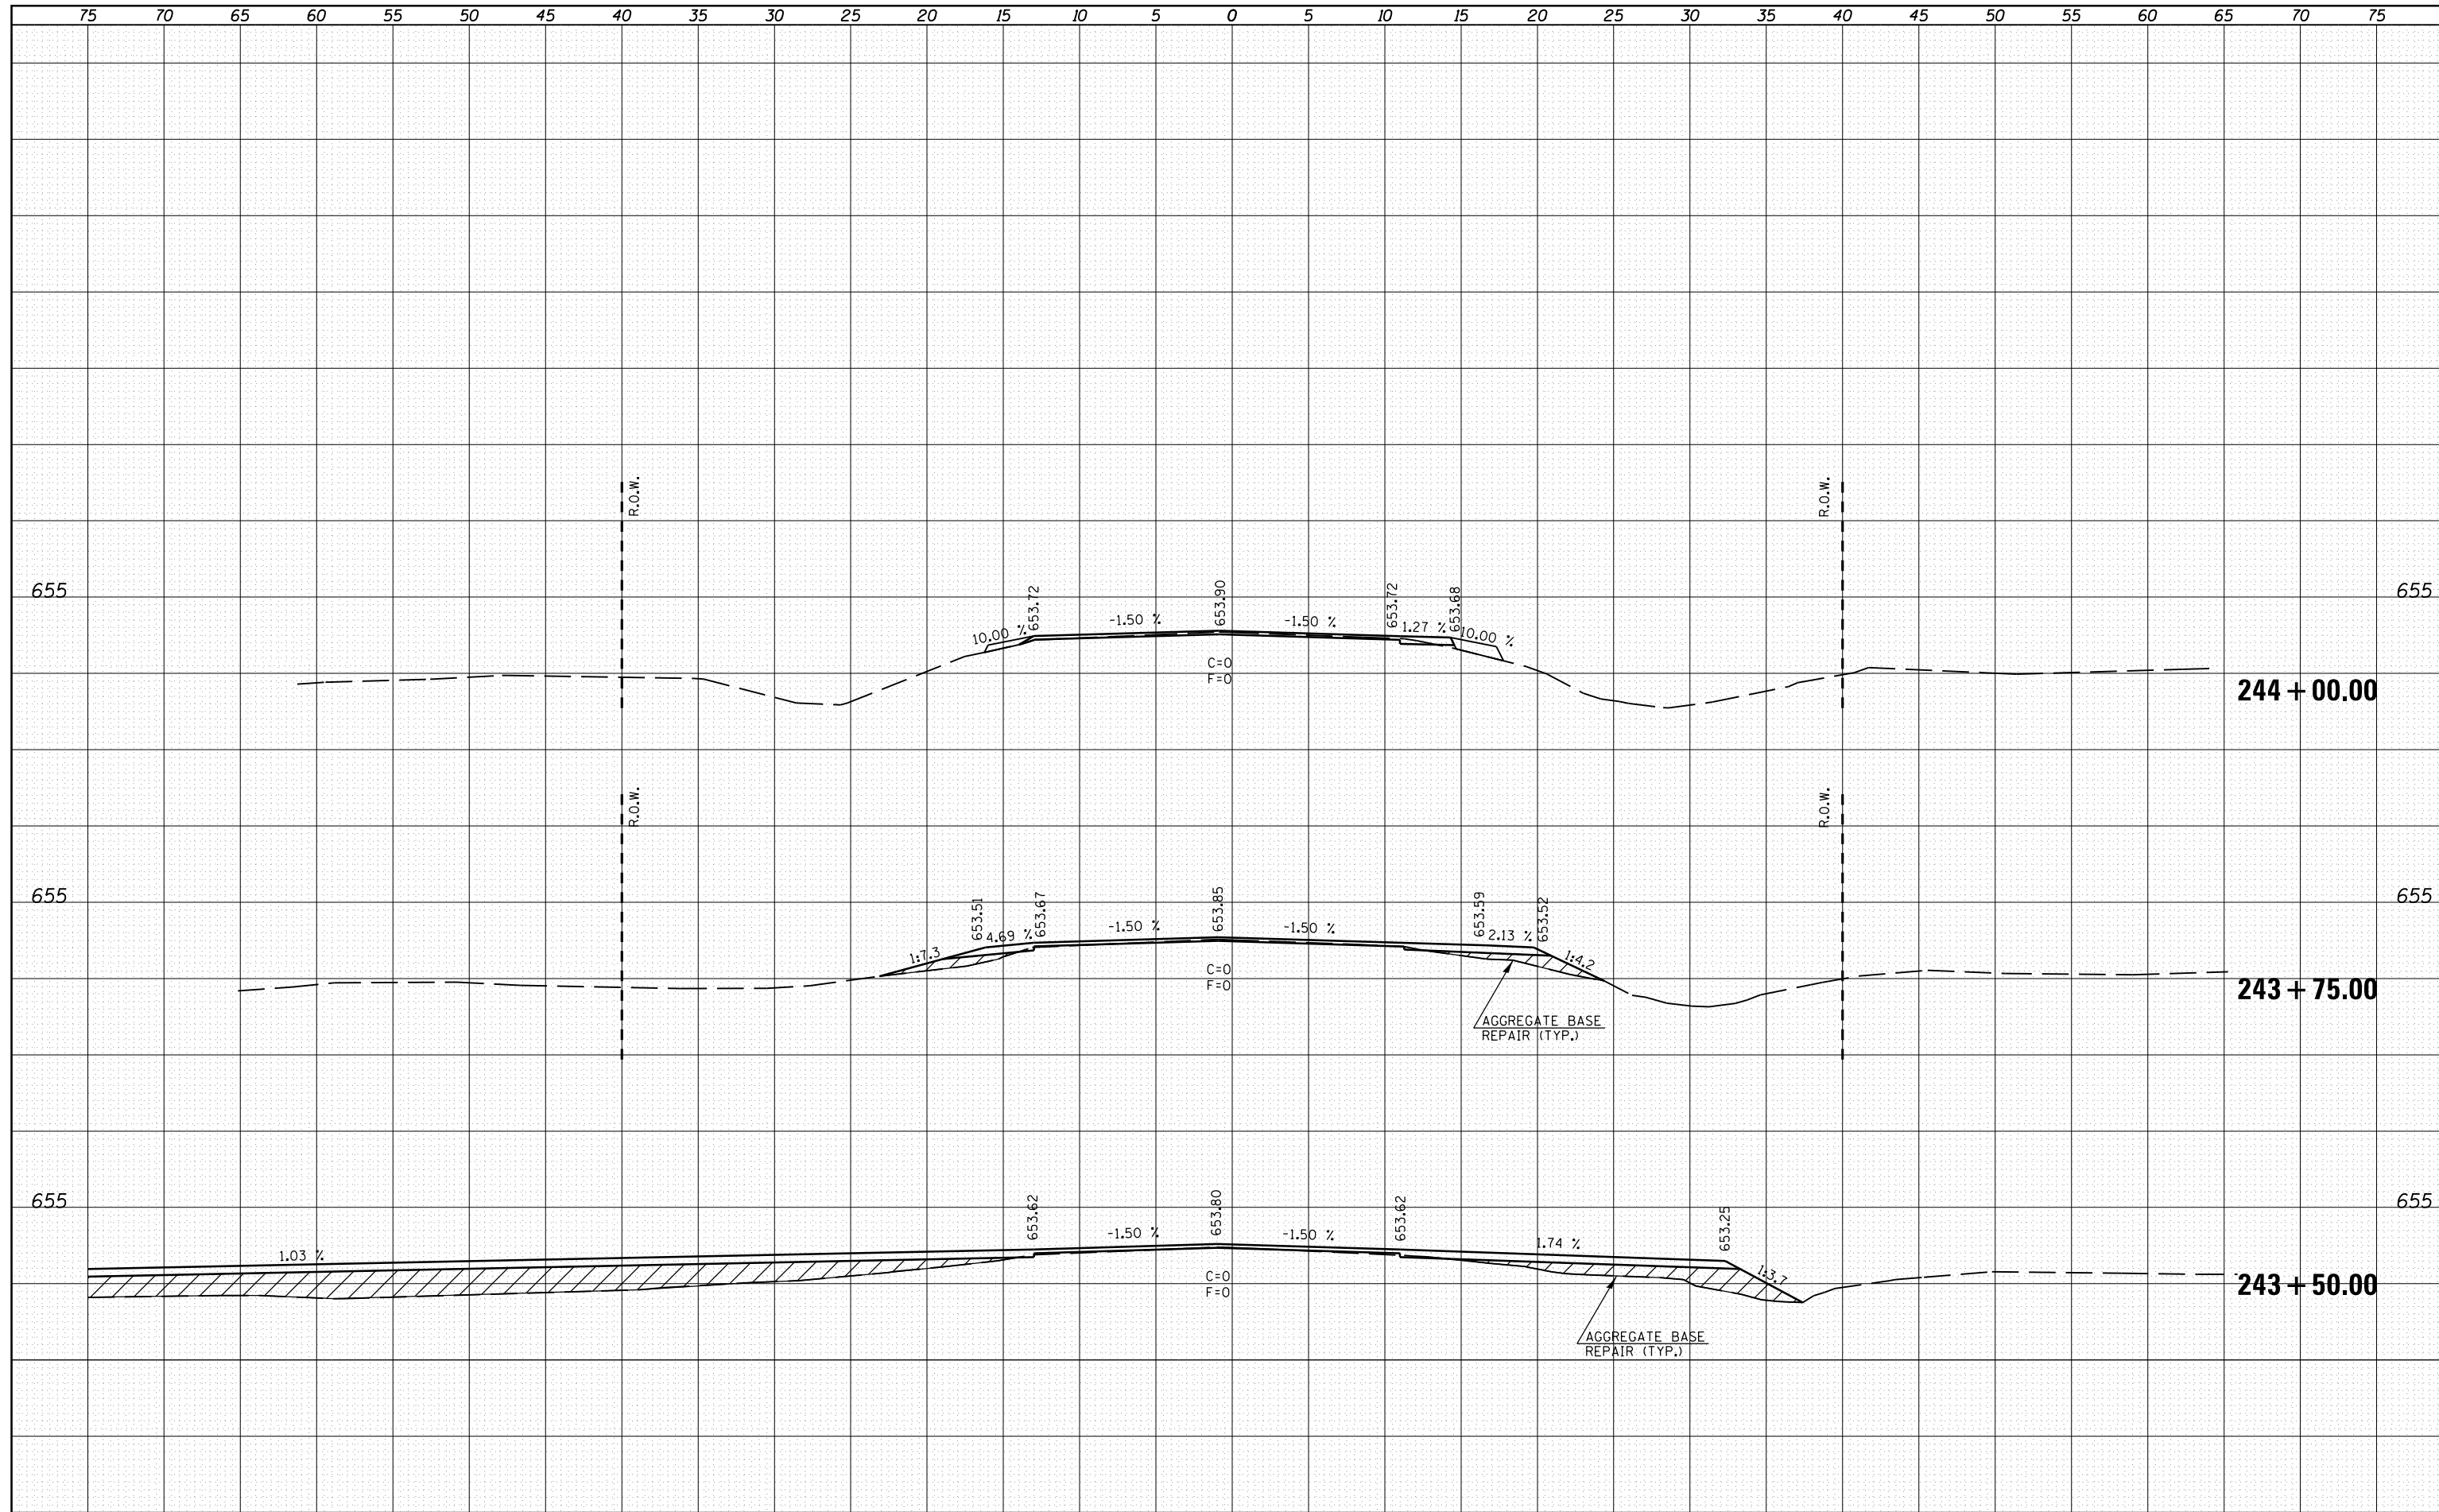 75 70 65 60 55 50 45 40 35 30 25 20 15 10 5 0 5 10 15 20 25 30 35 40 45 50 55 60 65 70 75
R.O.W.
R.O.W.
655
655
653.72
653.90
653.72
653.68
10.00 %
-1.50 %
-1.50 %
1.27 %
10.00 %
C=0
F=0
244+00.00
R.O.W.
R.O.W.
655
655
653.51
653.67
653.85
653.59
653.52
1:7.3
4.69 %
-1.50 %
-1.50 %
2.13 %
1:4.2
C=0
F=0
243+75.00
AGGREGATE BASE
REPAIR (TYP.)
655
655
653.62
653.80
653.62
653.25
1.03 %
-1.50 %
-1.50 %
1.74 %
1:3.7
C=0
F=0
243+50.00
AGGREGATE BASE
REPAIR (TYP.)